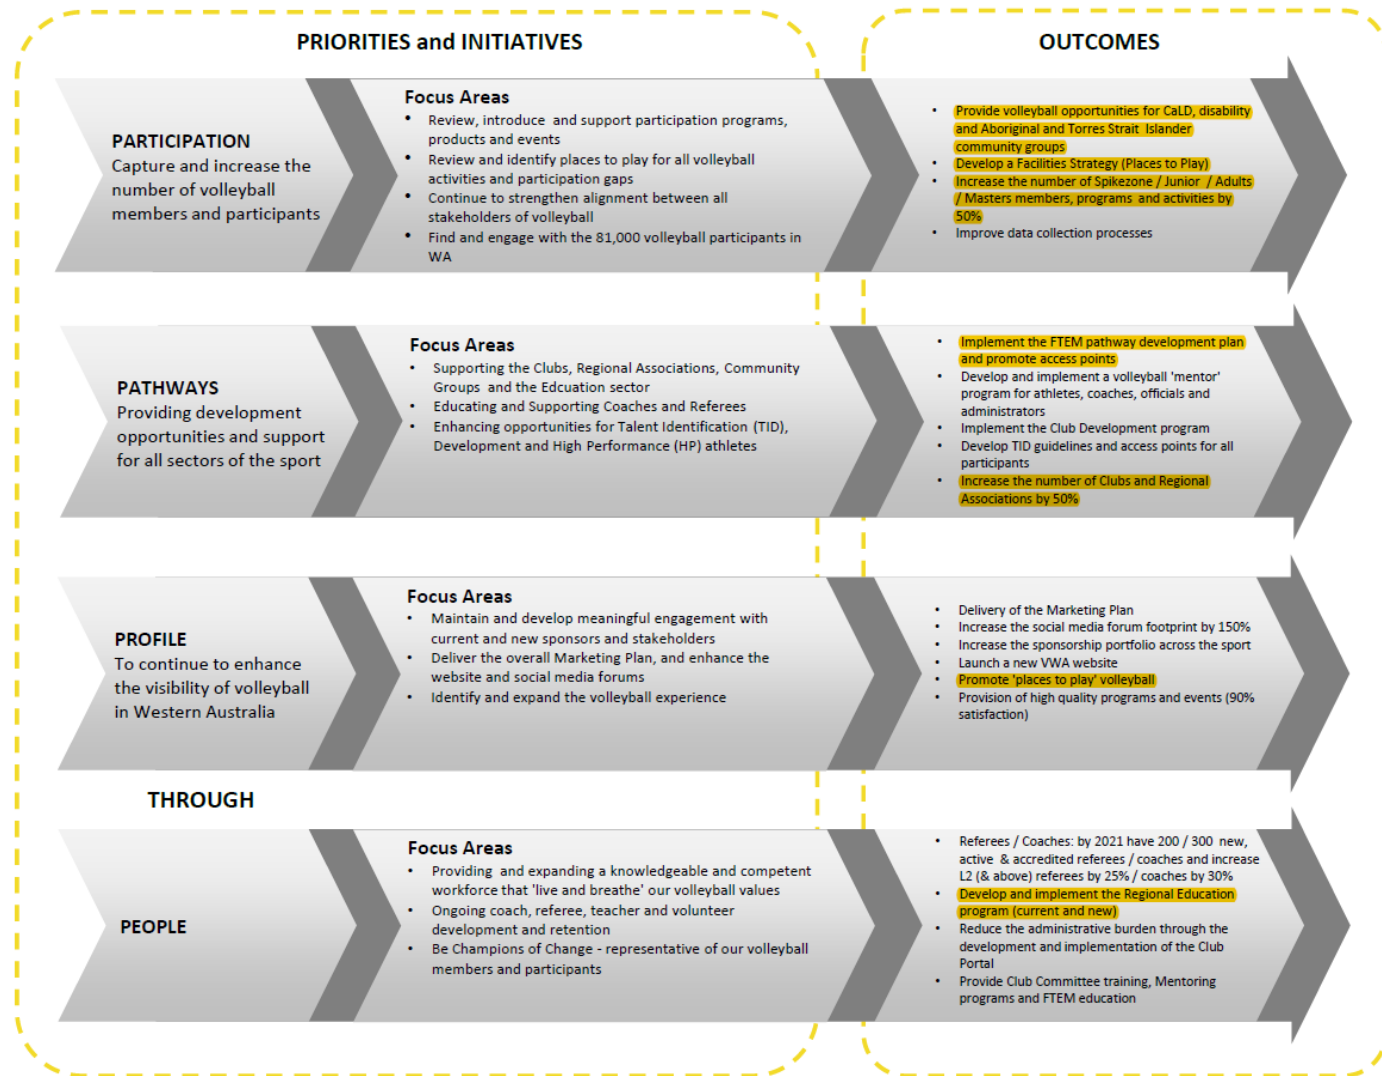 PRIORITIES and INITIATIVES
OUTCOMES
PARTICIPATION
Capture and increase the
number of volleyball
members and participants
Focus Areas
• Review, introduce and support participation programs,
products and events
• Review and identify places to play for all volleyball
activities and participation gaps
• Continue to strengthen alignment between all
stakeholders of volleyball
• Find and engage with the 81,000 volleyball participants in
WA
• Provide volleyball opportunities for CaLD, disability
and Aboriginal and Torres Strait Islander
community groups
• Develop a Facilities Strategy (Places to Play)
• Increase the number of Spikezone / Junior / Adults
/ Masters members, programs and activities by
50%
• Improve data collection processes
PATHWAYS
Providing development
opportunities and support
for all sectors of the sport
Focus Areas
• Supporting the Clubs, Regional Associations, Community
Groups and the Edcuation sector
• Educating and Supporting Coaches and Referees
• Enhancing opportunities for Talent Identification (TID),
Development and High Performance (HP) athletes
• Implement the FTEM pathway development plan
and promote access points
• Develop and implement a volleyball 'mentor'
program for athletes, coaches, officials and
administrators
• Implement the Club Development program
• Develop TID guidelines and access points for all
participants
• Increase the number of Clubs and Regional
Associations by 50%
PROFILE
To continue to enhance
the visibility of volleyball
in Western Australia
Focus Areas
• Maintain and develop meaningful engagement with
current and new sponsors and stakeholders
• Deliver the overall Marketing Plan, and enhance the
website and social media forums
• Identify and expand the volleyball experience
• Delivery of the Marketing Plan
• Increase the social media forum footprint by 150%
• Increase the sponsorship portfolio across the sport
• Launch a new VWA website
• Promote 'places to play' volleyball
• Provision of high quality programs and events (90%
satisfaction)
THROUGH
PEOPLE
Focus Areas
• Providing and expanding a knowledgeable and competent
workforce that 'live and breathe' our volleyball values
• Ongoing coach, referee, teacher and volunteer
development and retention
• Be Champions of Change - representative of our volleyball
members and participants
• Referees / Coaches: by 2021 have 200 / 300 new,
active & accredited referees / coaches and increase
L2 (& above) referees by 25% / coaches by 30%
• Develop and implement the Regional Education
program (current and new)
• Reduce the administrative burden through the
development and implementation of the Club
Portal
• Provide Club Committee training, Mentoring
programs and FTEM education